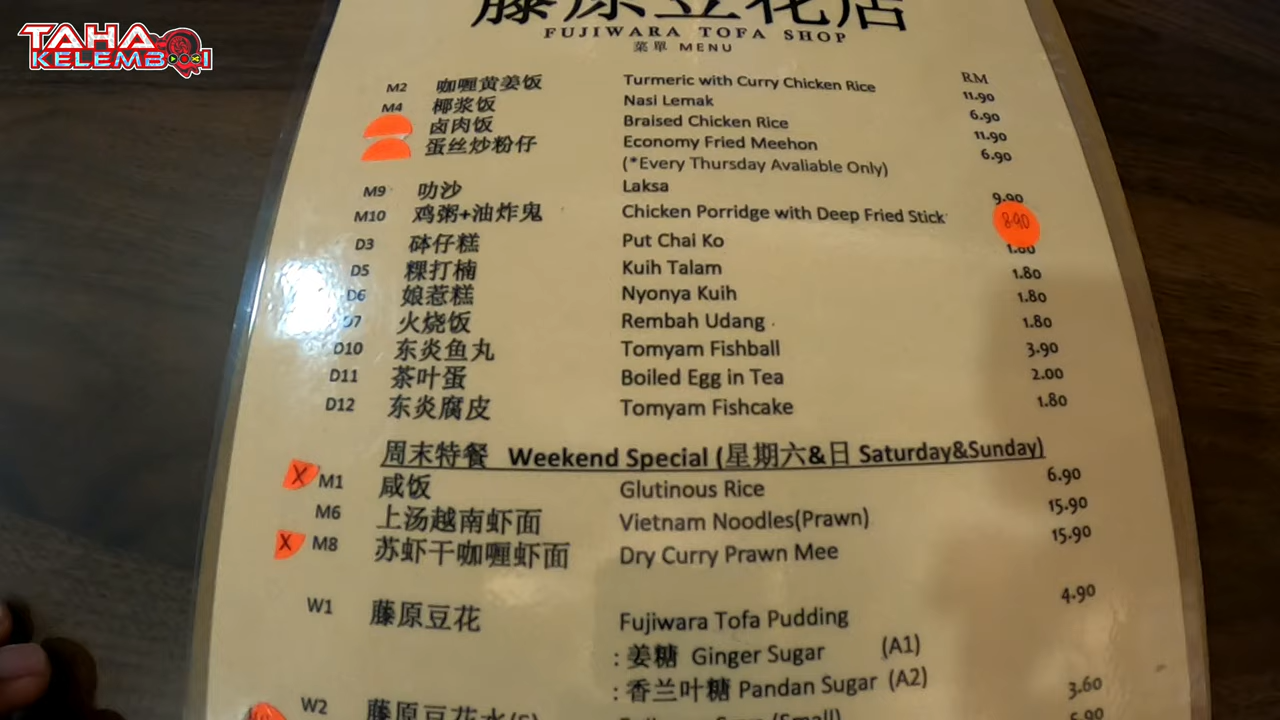 TAHA
KELEMBOOI
藤原豆花店
FUJIWARA TOFA SHOP
菜單 MENU
RM
M2 咖喱黄姜饭 Turmeric with Curry Chicken Rice 11.90
M4 椰浆饭 Nasi Lemak 6.90
卤肉饭 Braised Chicken Rice 11.90
蛋丝炒粉仔 Economy Fried Meehon 6.90
(*Every Thursday Avaliable Only)
M9 叻沙 Laksa 9.90
M10 鸡粥+油炸鬼 Chicken Porridge with Deep Fried Stick 8.90
D3 砵仔糕 Put Chai Ko 1.80
D5 粿打楠 Kuih Talam 1.80
D6 娘惹糕 Nyonya Kuih 1.80
D7 火烧饭 Rembah Udang 1.80
D10 东炎鱼丸 Tomyam Fishball 3.90
D11 茶叶蛋 Boiled Egg in Tea 2.00
D12 东炎腐皮 Tomyam Fishcake 1.80
周末特餐 Weekend Special (星期六&日 Saturday&Sunday)
X M1 咸饭 Glutinous Rice 6.90
M6 上汤越南虾面 Vietnam Noodles(Prawn) 15.90
X M8 苏虾干咖喱虾面 Dry Curry Prawn Mee 15.90
W1 藤原豆花 Fujiwara Tofa Pudding 4.90
: 姜糖 Ginger Sugar (A1)
: 香兰叶糖 Pandan Sugar (A2)
W2 藤原豆花水(S) (Small) 3.60